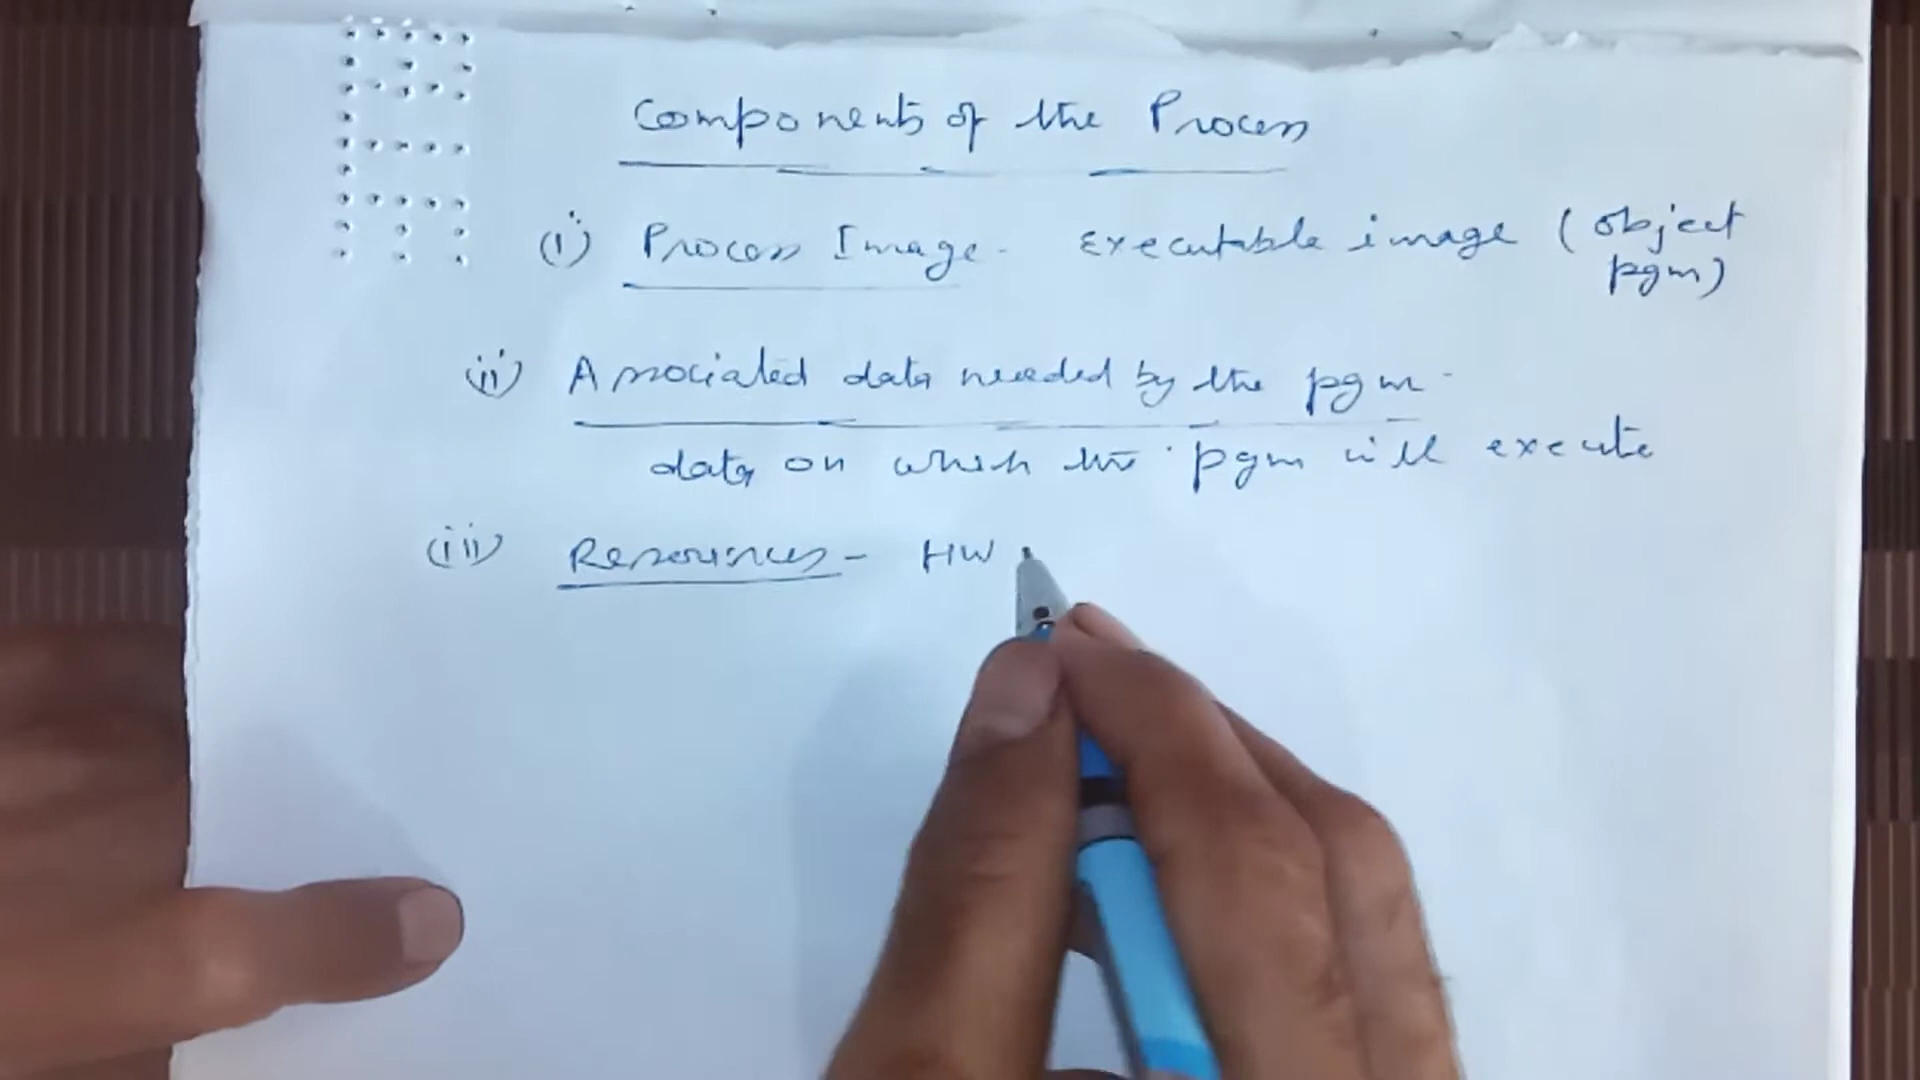 Components of the Process
(i) Process Image - Executable image (object
pgm)
(ii) Associated data needed by the pgm -
data on which the pgm will execute
(iii) Resources - HW